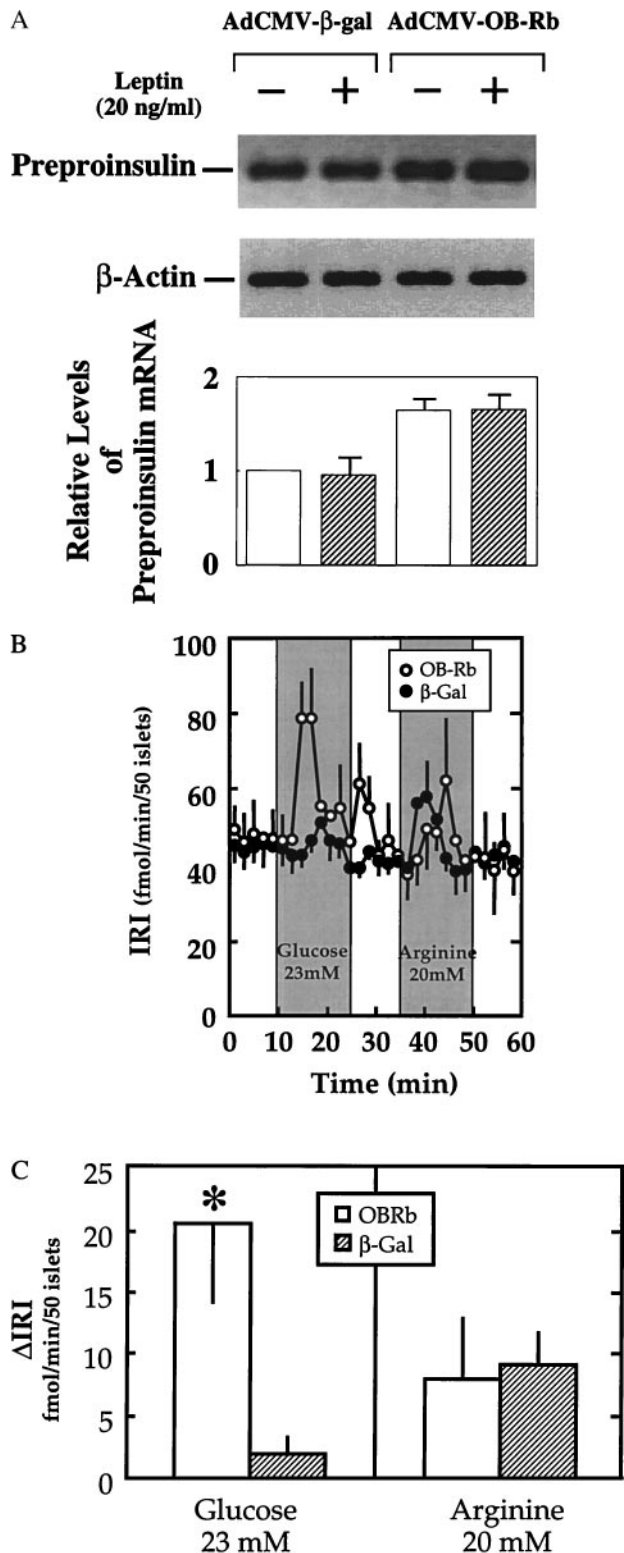 A
AdCMV-β-gal AdCMV-OB-Rb
Leptin
(20 ng/ml)
− + − +
Preproinsulin
β-Actin
Relative Levels
of
Preproinsulin mRNA
2
1
0
B
IRI (fmol/min/50 islets)
100
80
60
40
20
0
OB-Rb
β-Gal
Glucose
23mM
Arginine
20mM
0 10 20 30 40 50 60
Time (min)
C
ΔIRI
fmol/min/50 islets
25
20
15
10
5
0
*
OBRb
β-Gal
Glucose
23 mM
Arginine
20 mM